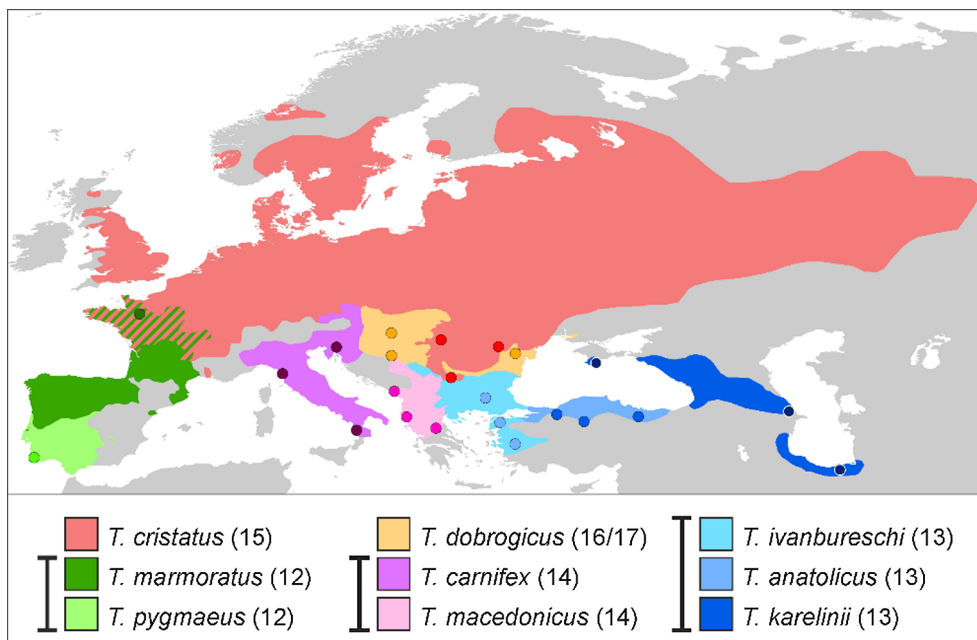 T. cristatus (15)
T. marmoratus (12)
T. pygmaeus (12)
T. dobrogicus (16/17)
T. carnifex (14)
T. macedonicus (14)
T. ivanbureschi (13)
T. anatolicus (13)
T. karelinii (13)